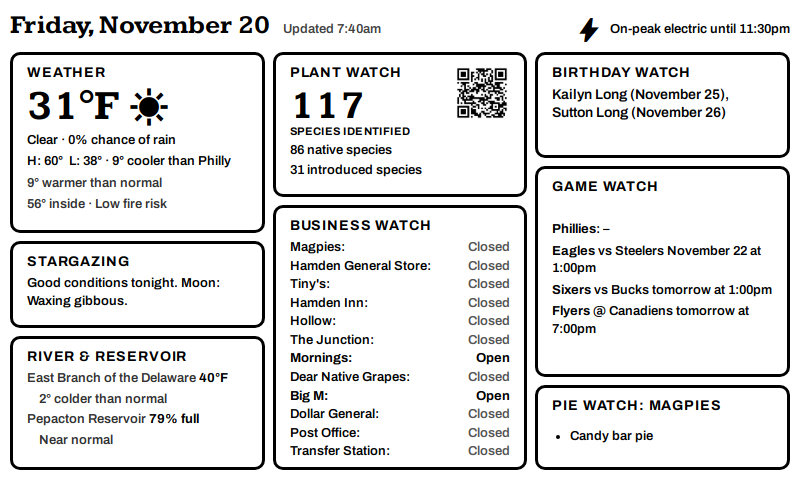 Friday, November 20 Updated 7:40am
On-peak electric until 11:30pm
WEATHER
31°F
Clear · 0% chance of rain
H: 60° L: 38° · 9° cooler than Philly
9° warmer than normal
56° inside · Low fire risk
STARGAZING
Good conditions tonight. Moon:
Waxing gibbous.
RIVER & RESERVOIR
East Branch of the Delaware 40°F
2° colder than normal
Pepacton Reservoir 79% full
Near normal
PLANT WATCH
117
SPECIES IDENTIFIED
86 native species
31 introduced species
BUSINESS WATCH
Magpies: Closed
Hamden General Store: Closed
Tiny's: Closed
Hamden Inn: Closed
Hollow: Closed
The Junction: Closed
Mornings: Open
Dear Native Grapes: Closed
Big M: Open
Dollar General: Closed
Post Office: Closed
Transfer Station: Closed
BIRTHDAY WATCH
Kailyn Long (November 25),
Sutton Long (November 26)
GAME WATCH
Phillies: –
Eagles vs Steelers November 22 at
1:00pm
Sixers vs Bucks tomorrow at 1:00pm
Flyers @ Canadiens tomorrow at
7:00pm
PIE WATCH: MAGPIES
• Candy bar pie